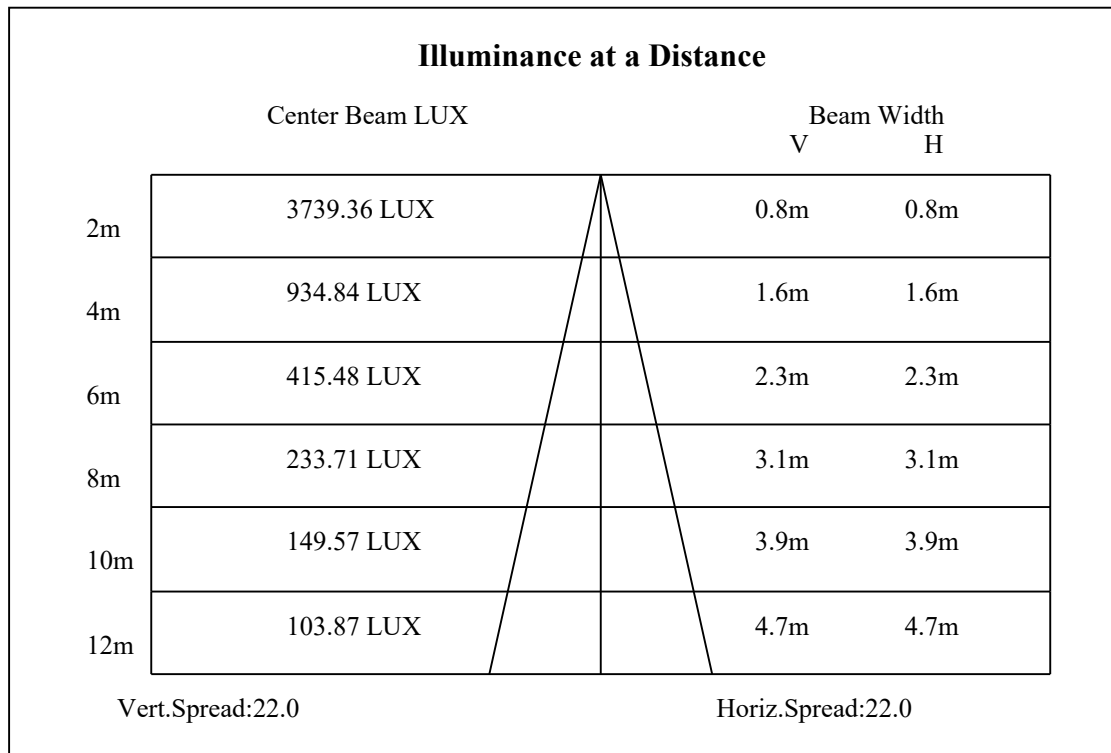 Illuminance at a Distance
Center Beam LUX Beam Width
V H
3739.36 LUX 0.8m 0.8m
2m
934.84 LUX 1.6m 1.6m
4m
415.48 LUX 2.3m 2.3m
6m
233.71 LUX 3.1m 3.1m
8m
149.57 LUX 3.9m 3.9m
10m
103.87 LUX 4.7m 4.7m
12m
Vert.Spread:22.0 Horiz.Spread:22.0